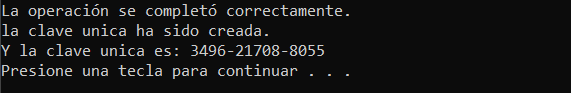 La operación se completó correctamente.
la clave unica ha sido creada.
Y la clave unica es: 3496-21708-8055
Presione una tecla para continuar . . .